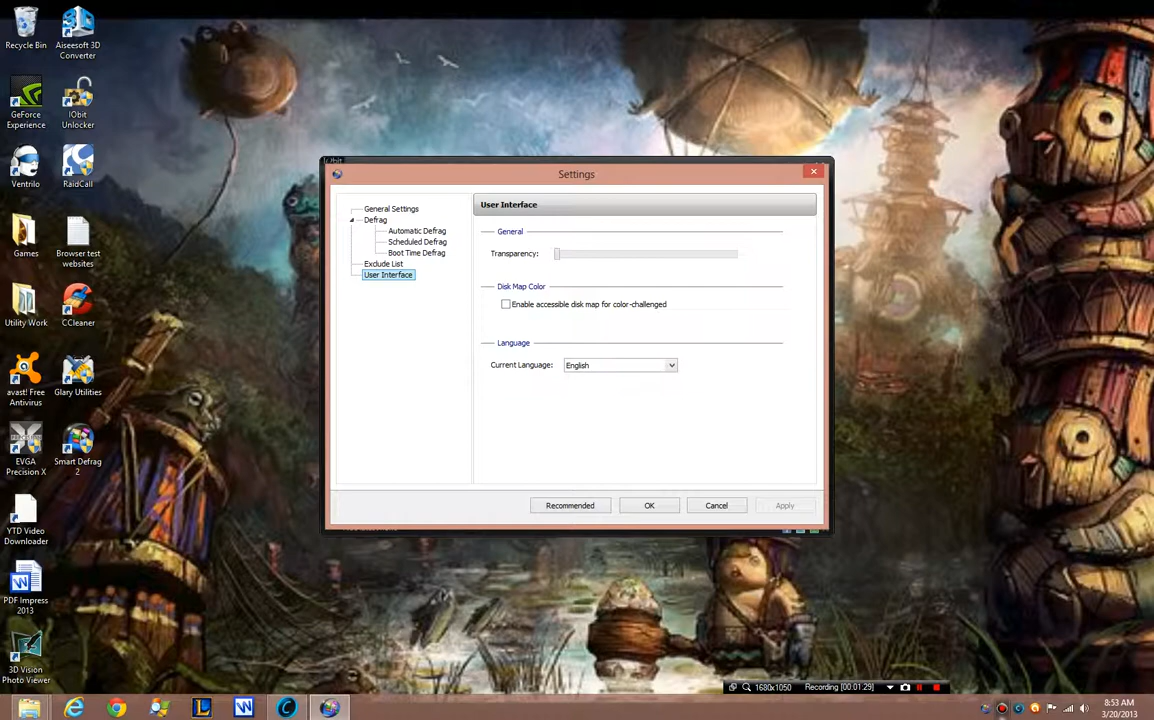 Recycle Bin
Aiseesoft 3D
Converter
GeForce
Experience
IObit
Unlocker
Ventrilo
RaidCall
Games
Browser test
websites
Utility Work
CCleaner
avast! Free
Antivirus
Glary Utilities
EVGA
Precision X
Smart Defrag
2
YTD Video
Downloader
PDF Impress
2013
3D Vision
Photo Viewer
IObit
Settings
General Settings
Defrag
Automatic Defrag
Scheduled Defrag
Boot Time Defrag
Exclude List
User Interface
User Interface
General
Transparency:
Disk Map Color
Enable accessible disk map for color-challenged
Language
Current Language:
English
Recommended
OK
Cancel
Apply
1680x1050
Recording [00:01:29]
8:53 AM
3/20/2013